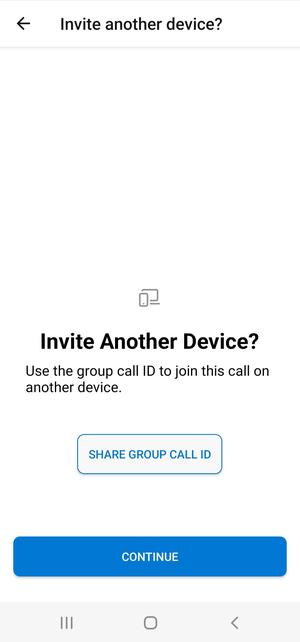 Invite another device?
Invite Another Device?
Use the group call ID to join this call on
another device.
SHARE GROUP CALL ID
CONTINUE